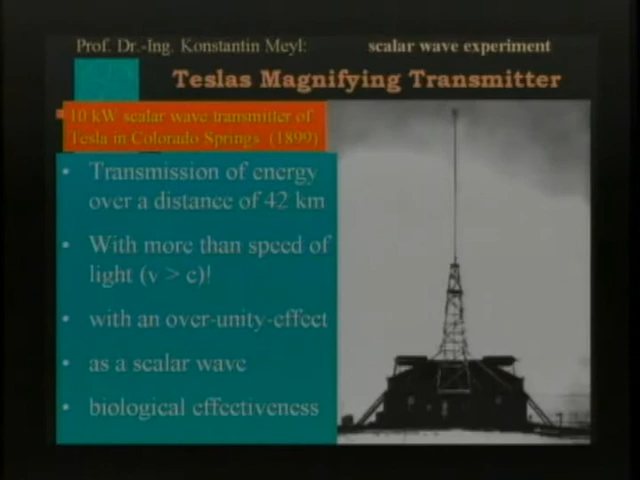 Prof. Dr.-Ing. Konstantin Meyl: scalar wave experiment
Teslas Magnifying Transmitter
10 kW scalar wave transmitter of
Tesla in Colorado Springs (1899)
• Transmission of energy
over a distance of 42 km
• With more than speed of
light (v > c)!
• with an over-unity-effect
• as a scalar wave
• biological effectiveness